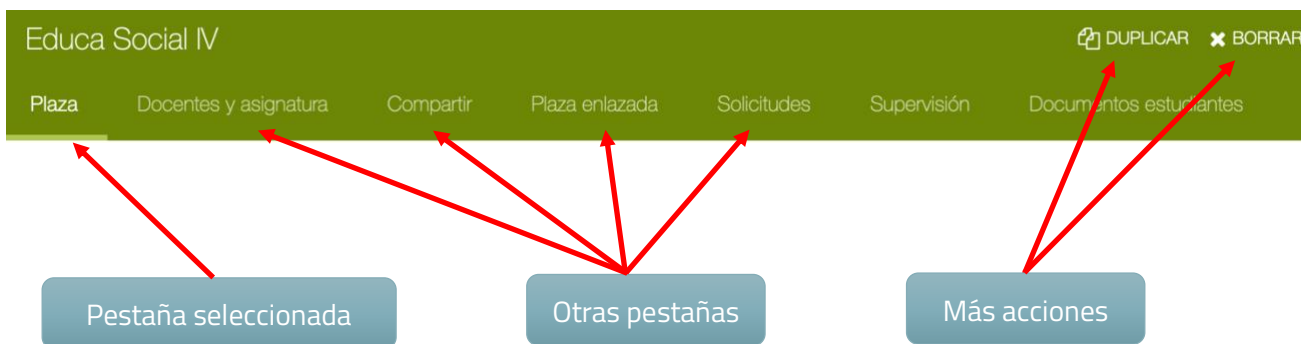 Educa Social IV
DUPLICAR BORRAR
Plaza Docentes y asignatura Compartir Plaza enlazada Solicitudes Supervisión Documentos estudiantes
Pestaña seleccionada Otras pestañas Más acciones